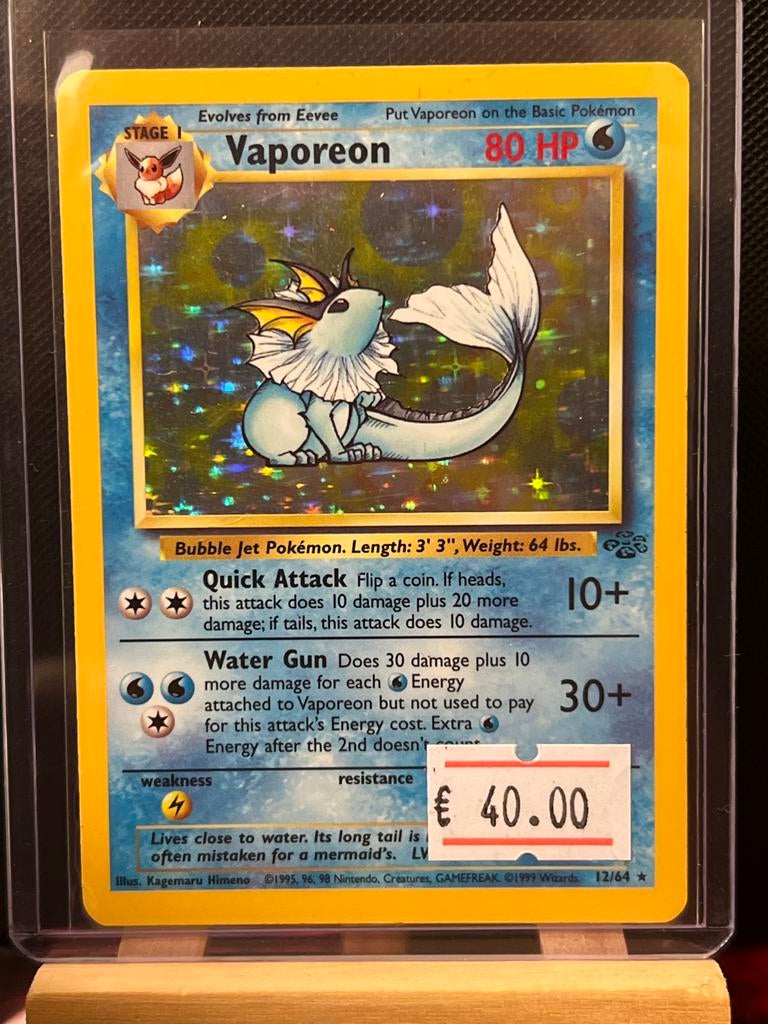 Evolves from Eevee
Put Vaporeon on the Basic Pokémon
STAGE 1
Vaporeon
80 HP
Bubble Jet Pokémon. Length: 3' 3", Weight: 64 lbs.
Quick Attack Flip a coin. If heads,
this attack does 10 damage plus 20 more
damage; if tails, this attack does 10 damage.
10+
Water Gun Does 30 damage plus 10
more damage for each Energy
attached to Vaporeon but not used to pay
for this attack's Energy cost. Extra
Energy after the 2nd doesn't
30+
weakness
resistance
€ 40.00
Lives close to water. Its long tail is
often mistaken for a mermaid's. LV
Illus. Kagemaru Himeno ©1995, 96, 98 Nintendo, Creatures, GAMEFREAK. ©1999 Wizards. 12/64 ★